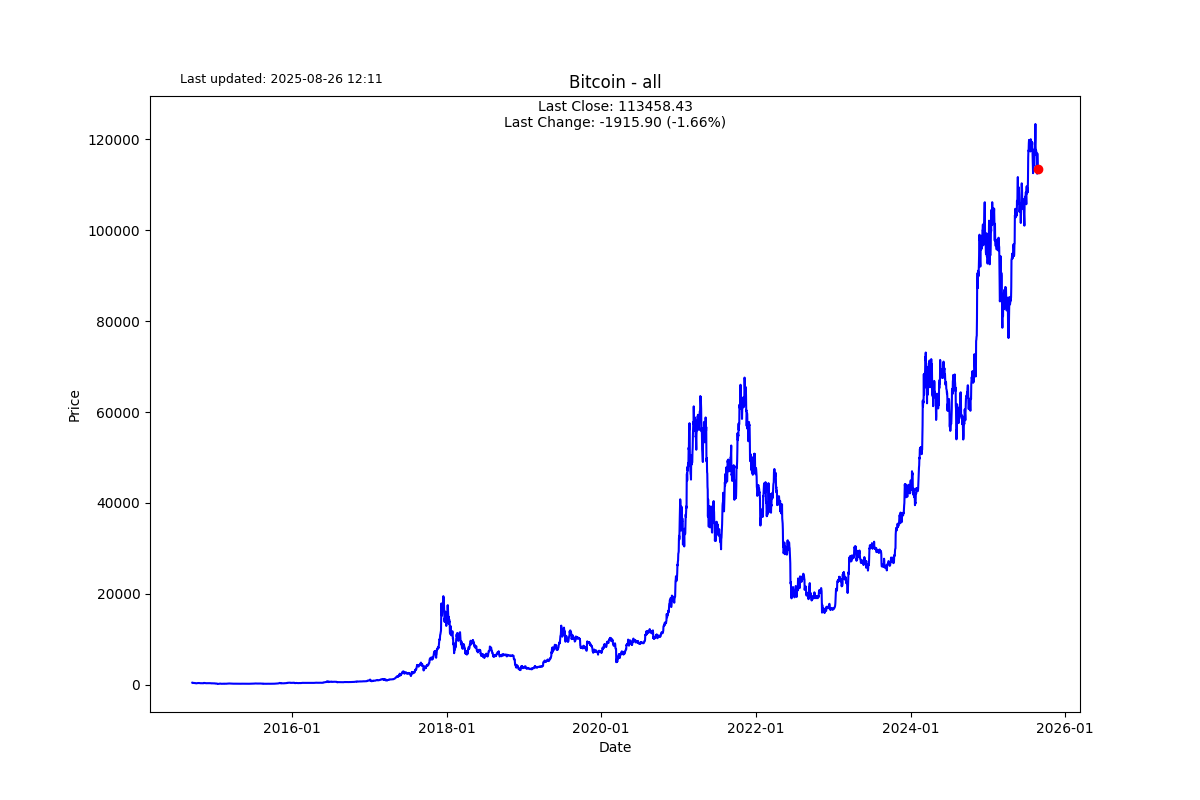 Last updated: 2025-08-26 12:11
Bitcoin - all
Last Close: 113458.43
Last Change: -1915.90 (-1.66%)
120000
100000
80000
60000
40000
20000
0
Price
2016-01
2018-01
2020-01
2022-01
2024-01
2026-01
Date